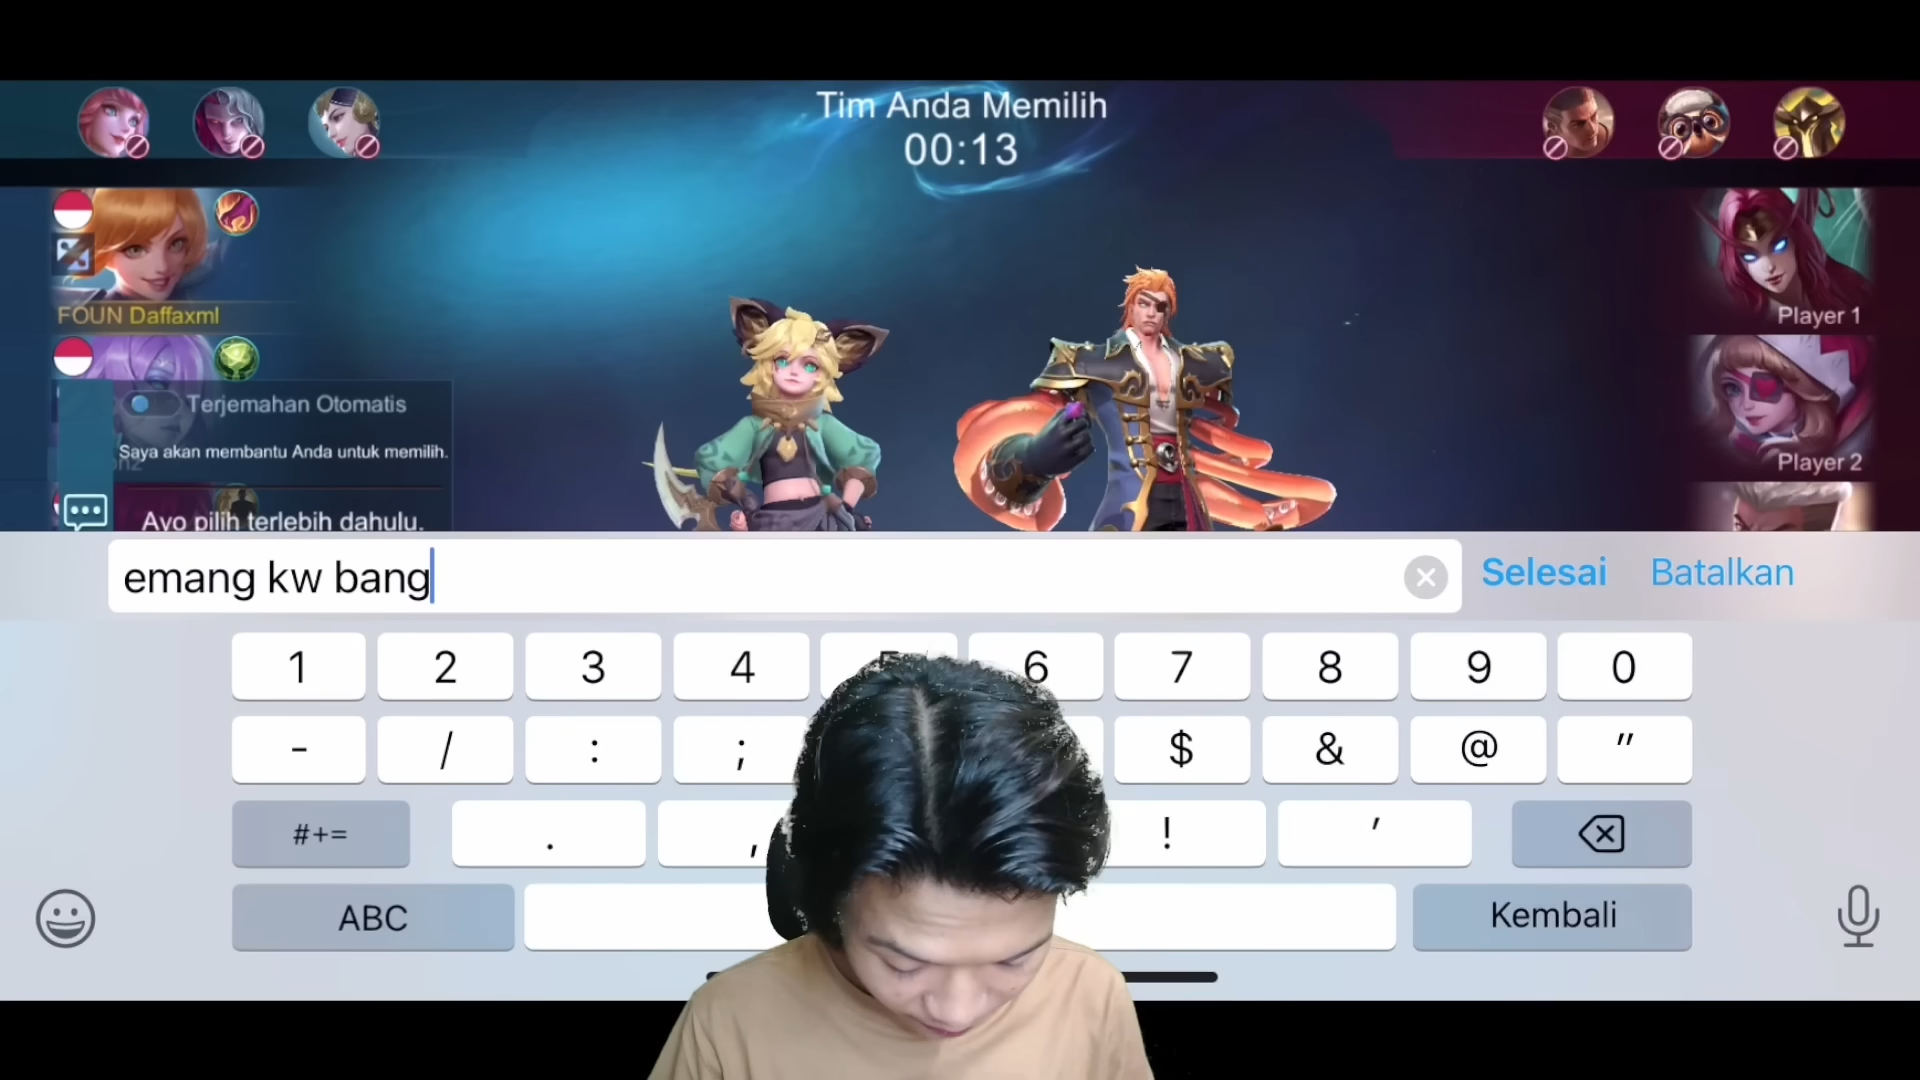 Tim Anda Memilih
00:13
FOUN Daffaxml
Player 1
Terjemahan Otomatis
Saya akan membantu Anda untuk memilih.
Player 2
Ayo pilih terlebih dahulu.
emang kw bang
Selesai Batalkan
1 2 3 4 6 7 8 9 0
- / : ; $ & @ "
#+= . , ! '
ABC Kembali